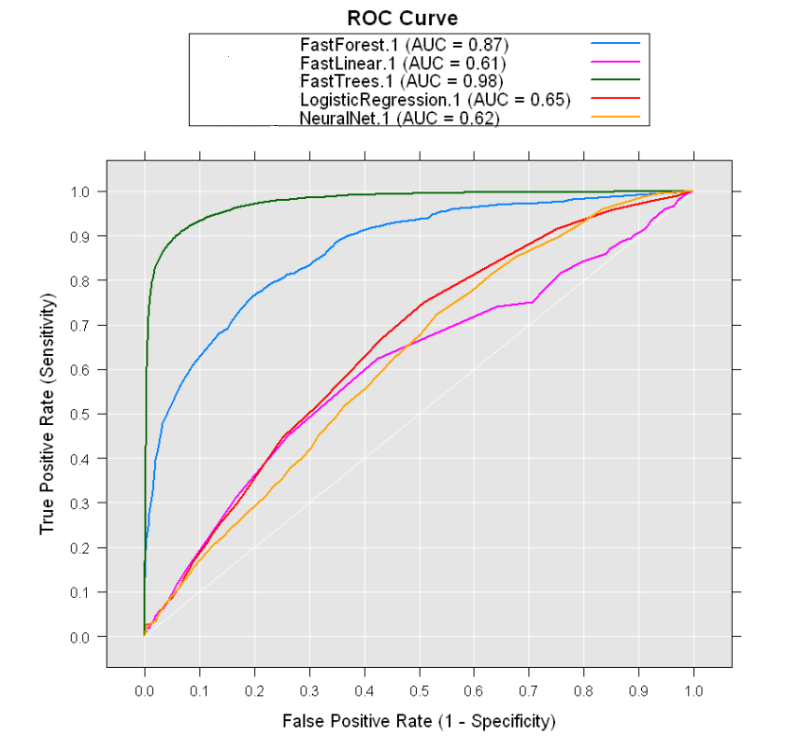 ROC Curve
FastForest.1 (AUC = 0.87)
FastLinear.1 (AUC = 0.61)
FastTrees.1 (AUC = 0.98)
LogisticRegression.1 (AUC = 0.65)
NeuralNet.1 (AUC = 0.62)
True Positive Rate (Sensitivity)
1.0
0.9
0.8
0.7
0.6
0.5
0.4
0.3
0.2
0.1
0.0
0.0 0.1 0.2 0.3 0.4 0.5 0.6 0.7 0.8 0.9 1.0
False Positive Rate (1 - Specificity)